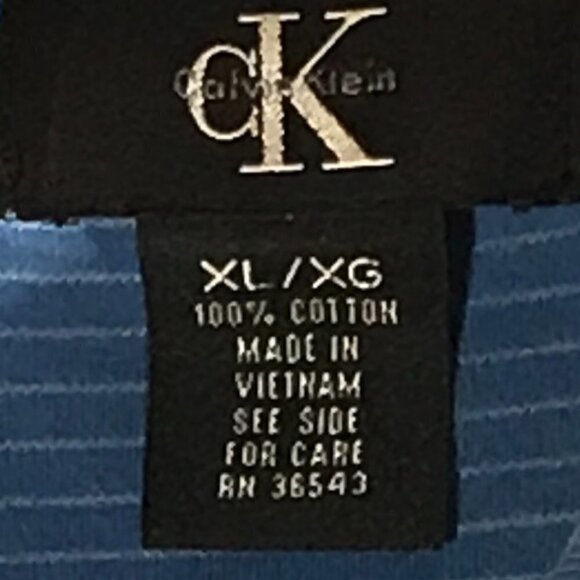 cK
Calvin Klein
XL/XG
100% COTTON
MADE IN
VIETNAM
SEE SIDE
FOR CARE
RN 36543